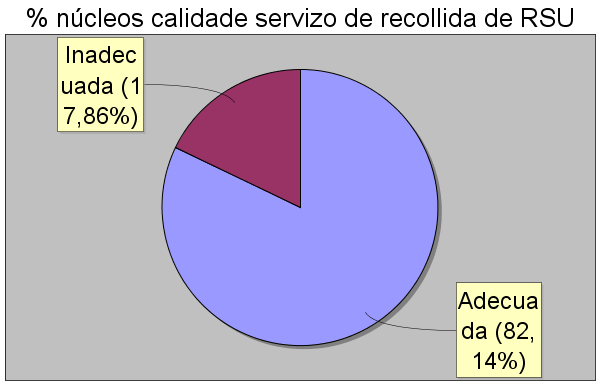 % núcleos calidade servizo de recollida de RSU
Inadec
uada (1
7,86%)
Adecua
da (82,
14%)